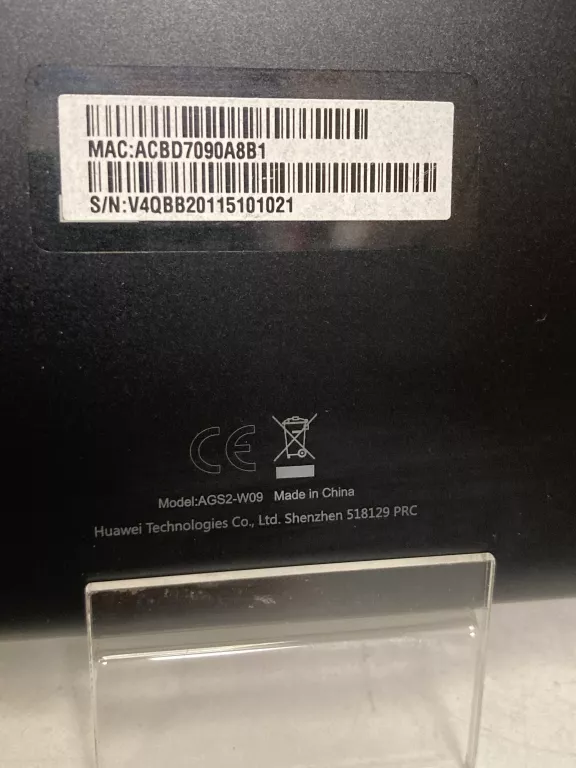 MAC:ACBD7090A8B1
S/N:V4QBB20115101021
CE
Model:AGS2-W09 Made in China
Huawei Technologies Co., Ltd. Shenzhen 518129 PRC